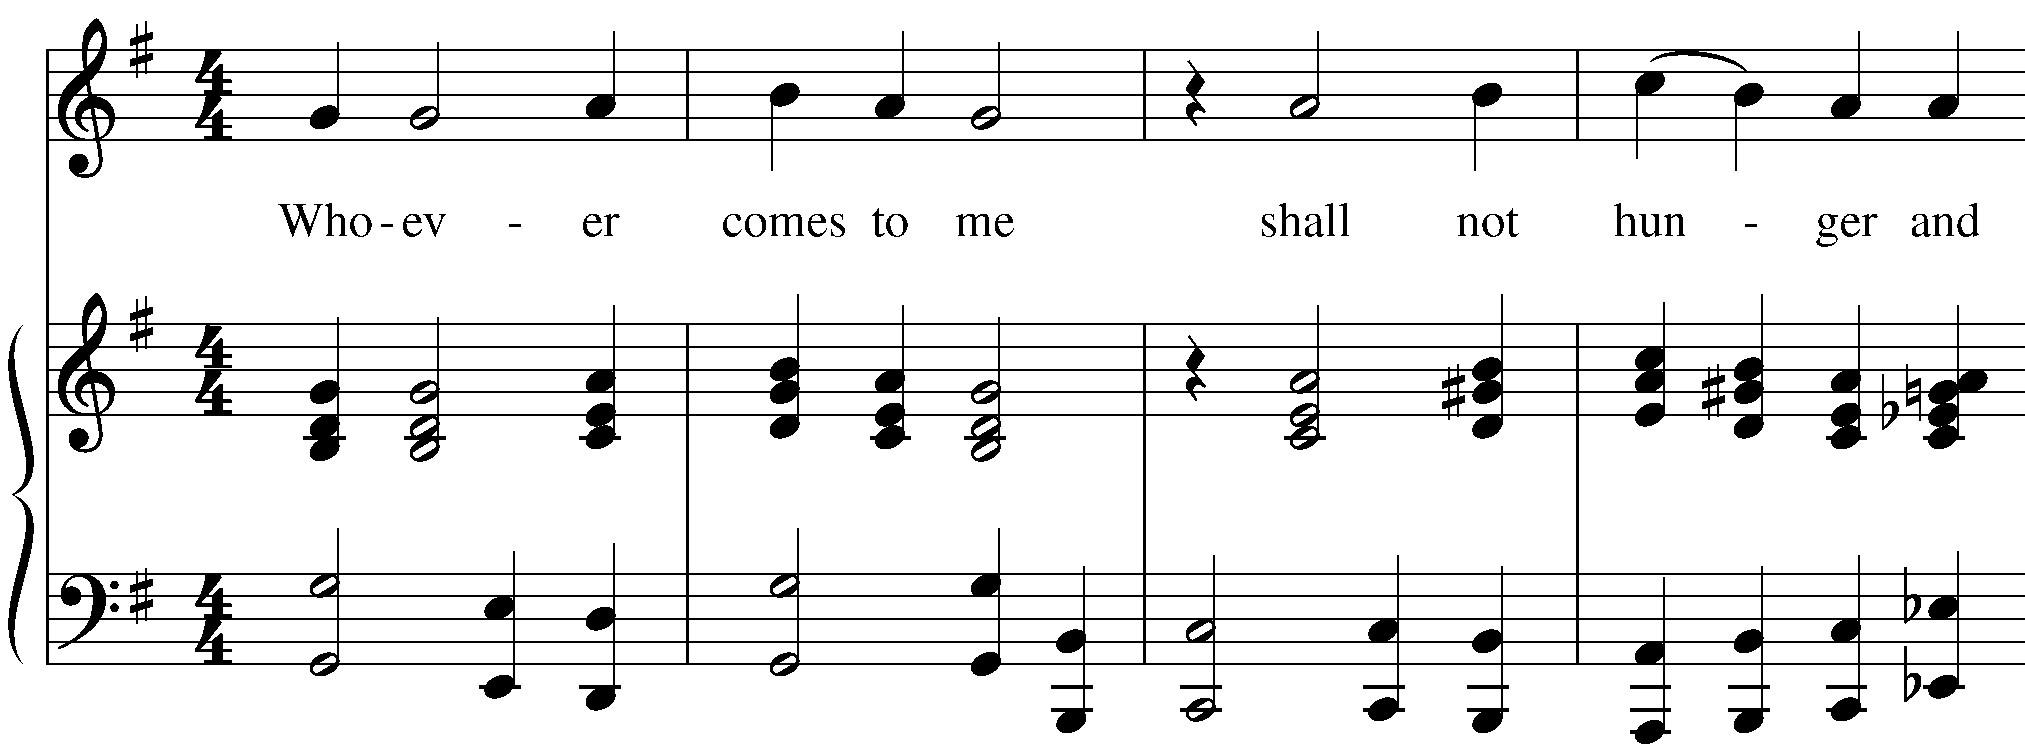 Who - ev - er comes to me shall not hun - ger and